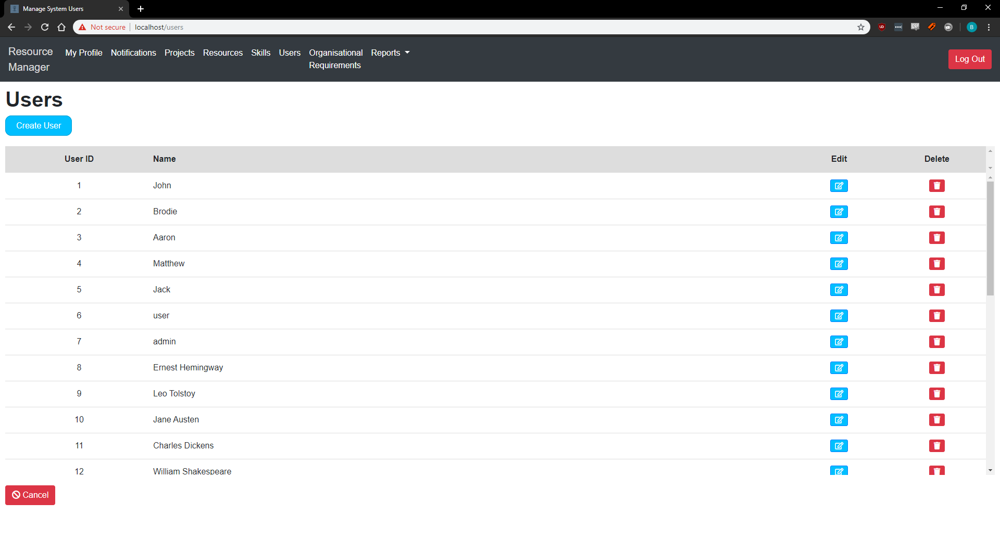 Manage System Users
Not secure localhost/users
UD
CSS
B
Resource Manager
My Profile Notifications Projects Resources Skills Users Organisational Requirements Reports
Log Out
Users
Create User
User ID Name Edit Delete
1 John
2 Brodie
3 Aaron
4 Matthew
5 Jack
6 user
7 admin
8 Ernest Hemingway
9 Leo Tolstoy
10 Jane Austen
11 Charles Dickens
12 William Shakespeare
Cancel